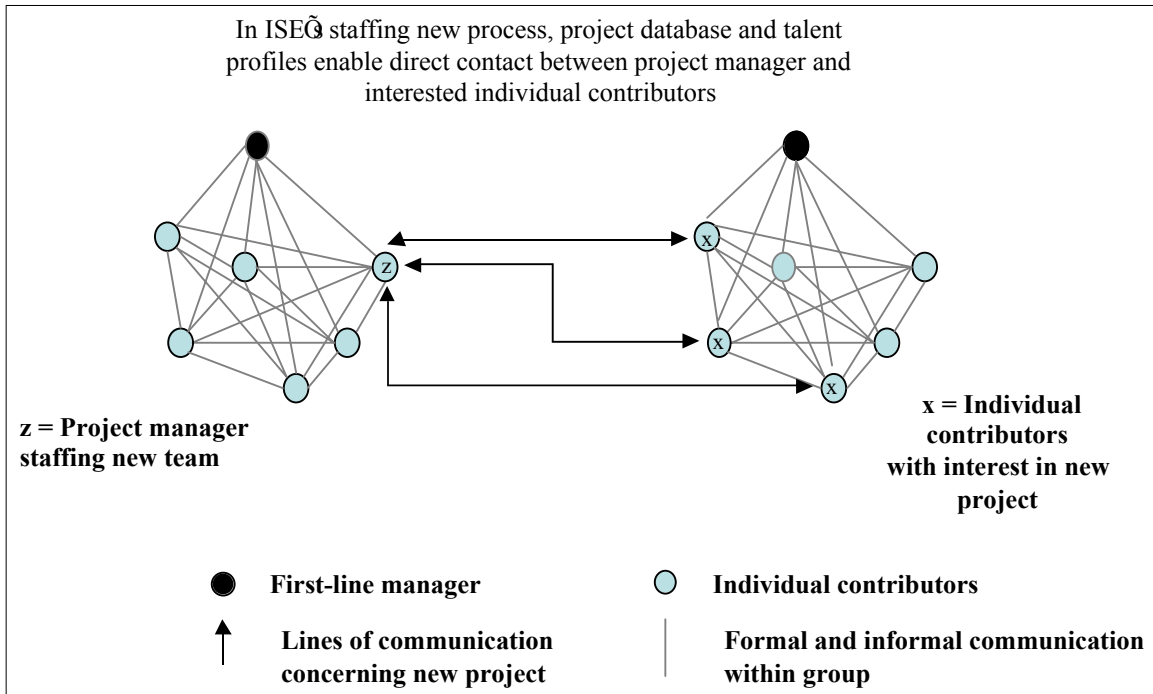 In ISEÕs staffing new process, project database and talent
profiles enable direct contact between project manager and
interested individual contributors
x
z
x
x
z = Project manager
staffing new team
x = Individual
contributors
with interest in new
project
First-line manager
Individual contributors
Lines of communication
concerning new project
Formal and informal communication
within group